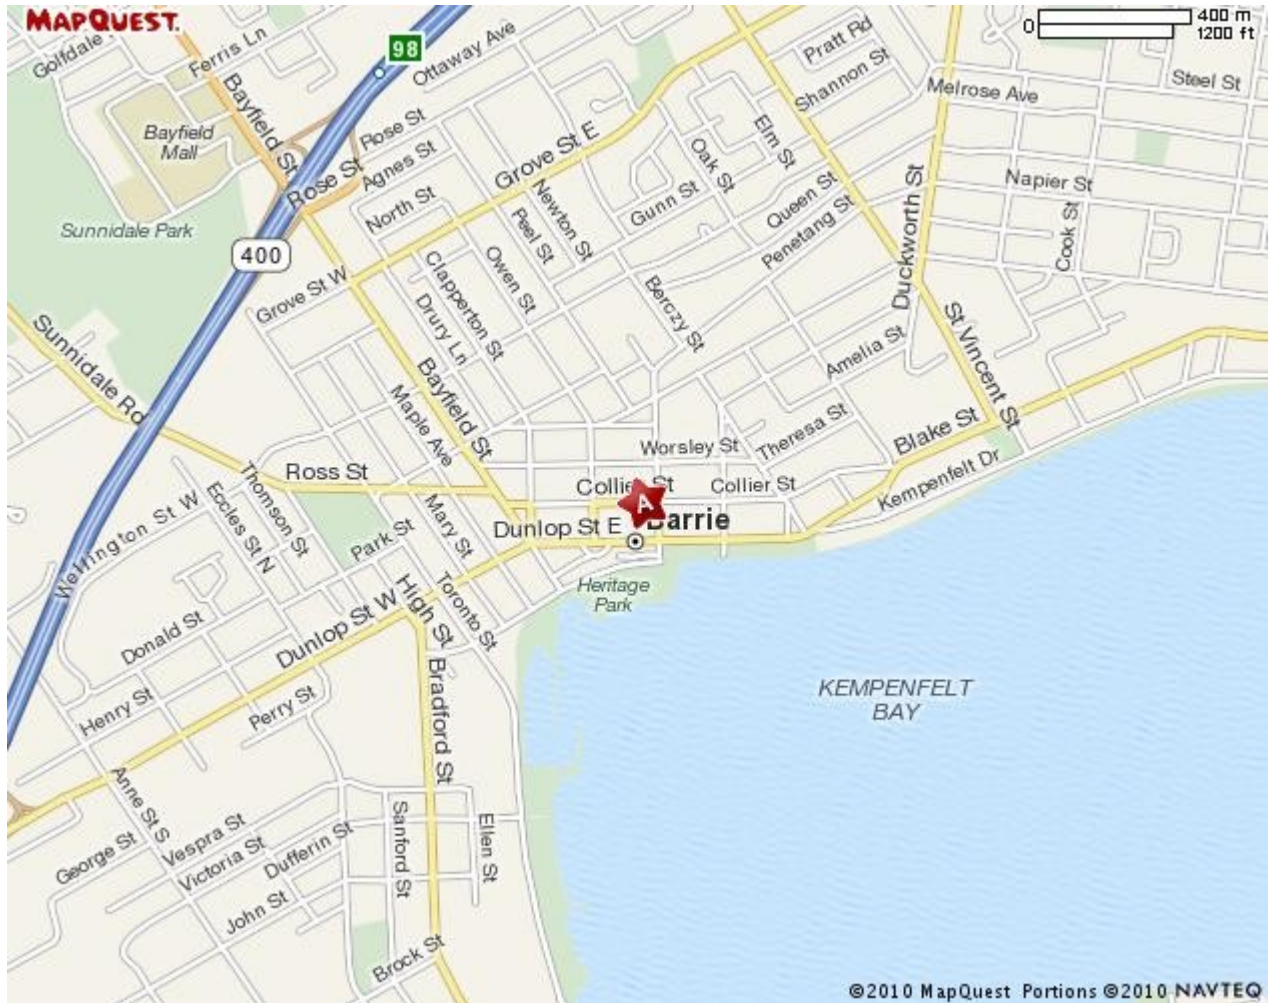 MAPQUEST.
400 m
0
1200 ft
98
Golfdale
Ferris Ln
Ottaway Ave
Pratt Rd
Shannon St
Steel St
Melrose Ave
Bayfield St
Bayfield
Mall
Rose St
Agnes St
Grove St E
Elm St
Oak St
Rose St
North St
Newton St
Gunn St
Queen St
Napier St
Sunnidale Park
Peel St
Penetang St
Duckworth St
Cook St
400
Clapperton St
Owen St
Grove St W
Drury Ln
Berczy St
Sunnidale Rd
St Vincent St
Amelia St
Bayfield St
Maple Ave
Theresa St
Blake St
Worsley St
Ross St
Collier St
Collier St
Kempenfelt Dr
Thomson St
Eccles St N
Wellington St W
Mary St
Park St
A
Dunlop St E
Barrie
Heritage
Park
High St
Toronto St
Dunlop St W
Donald St
Bradford St
KEMPENFELT
BAY
Henry St
Perry St
Anne St S
George St
Vespra St
Victoria St
Dufferin St
Sanford St
Ellen St
John St
Brock St
©2010 MapQuest Portions ©2010 NAVTEQ